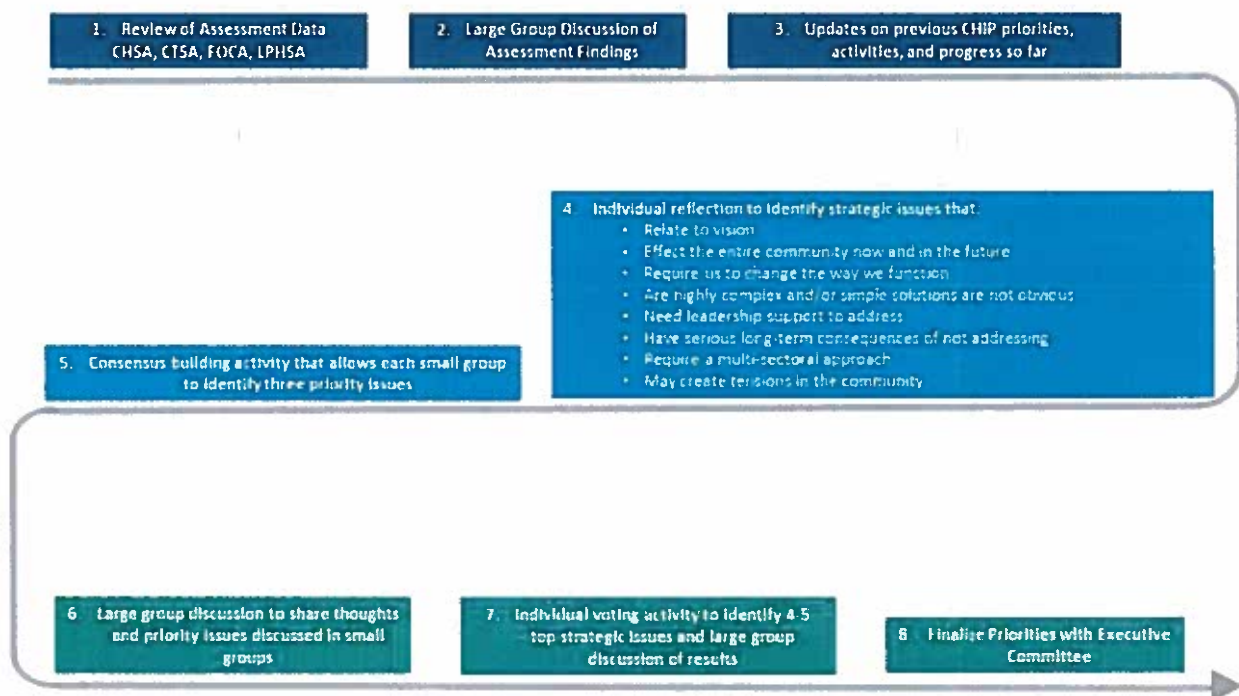 1. Review of Assessment Data
CHSA, CTSA, FOCA, LPHSA
2. Large Group Discussion of
Assessment Findings
3. Updates on previous CHIP priorities,
activities, and progress so far
4. Individual reflection to identify strategic issues that:
• Relate to vision
• Effect the entire community now and in the future
• Require us to change the way we function
• Are highly complex and/or simple solutions are not obvious
• Need leadership support to address
• Have serious long-term consequences of not addressing
• Require a multi-sectoral approach
• May create tensions in the community
5. Consensus building activity that allows each small group
to identify three priority issues
6. Large group discussion to share thoughts
and priority issues discussed in small
groups
7. Individual voting activity to identify 4-5
top strategic issues and large group
discussion of results
8. Finalize Priorities with Executive
Committee